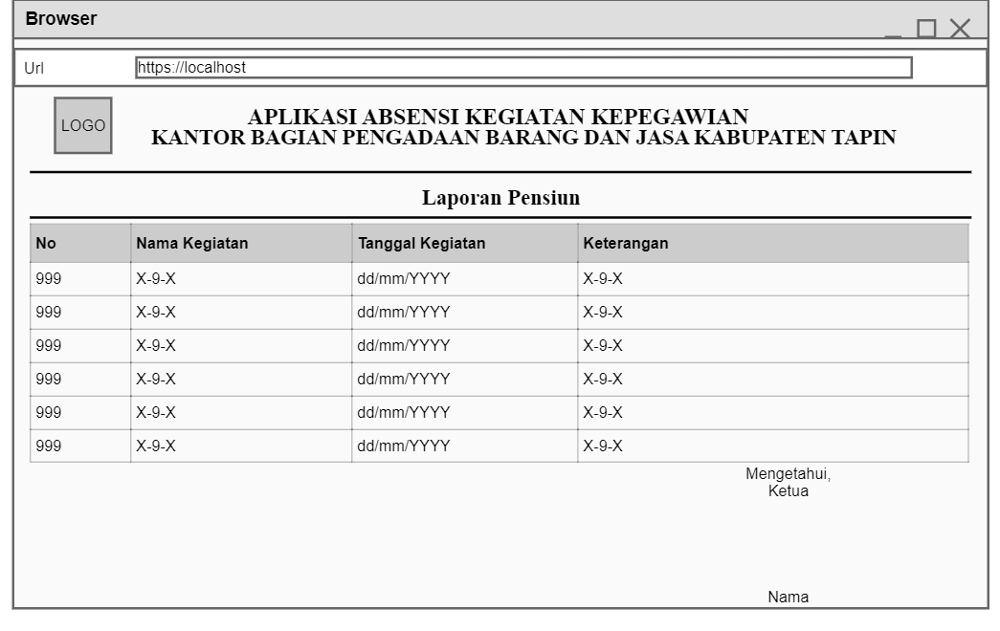 Browser
Url https://localhost
LOGO
APLIKASI ABSENSI KEGIATAN KEPEGAWIAN
KANTOR BAGIAN PENGADAAN BARANG DAN JASA KABUPATEN TAPIN
Laporan Pensiun
No Nama Kegiatan Tanggal Kegiatan Keterangan
999 X-9-X dd/mm/YYYY X-9-X
999 X-9-X dd/mm/YYYY X-9-X
999 X-9-X dd/mm/YYYY X-9-X
999 X-9-X dd/mm/YYYY X-9-X
999 X-9-X dd/mm/YYYY X-9-X
999 X-9-X dd/mm/YYYY X-9-X
Mengetahui,
Ketua
Nama